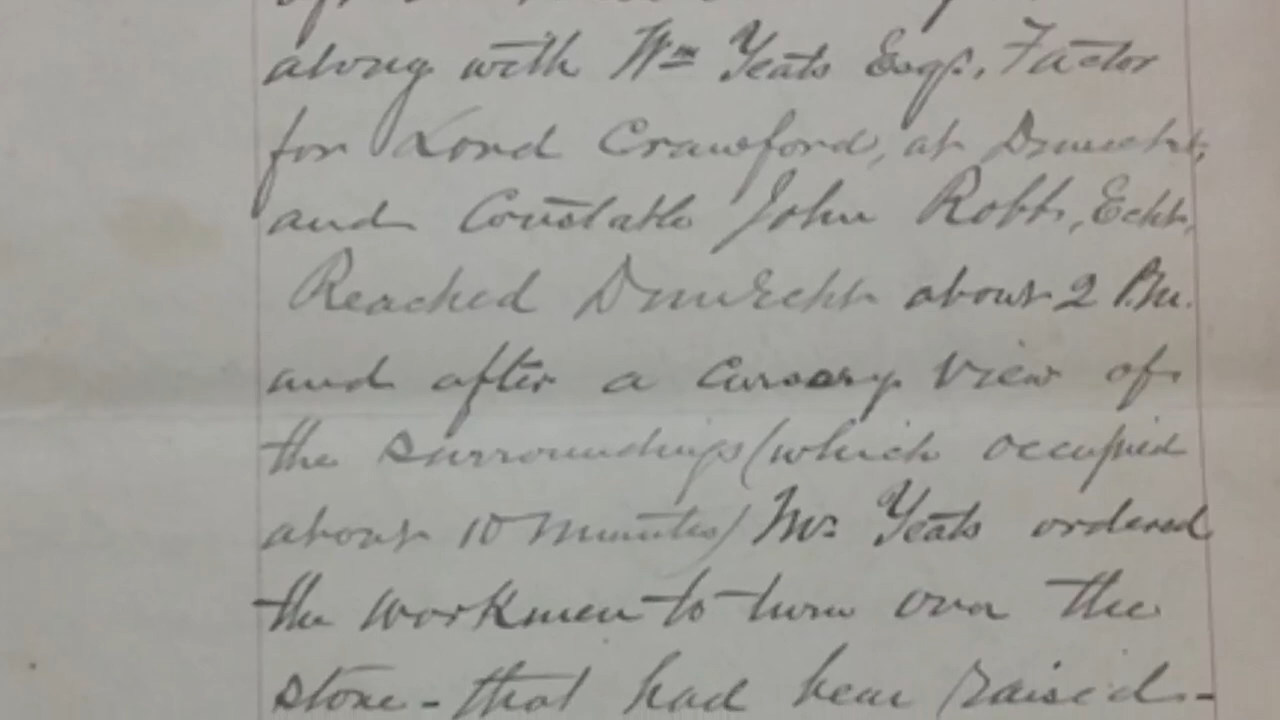 along with Wm Yeats Esqr. Factor
for Lord Crawford, at Dunecht,
and Constable John Robb, Echt.
Reached Dunecht about 2 P.m.
and after a cursory view of
the surroundings (which occupied
about 10 minutes) Mr Yeats ordered
the workmen to turn over the
stone - that had been raised -